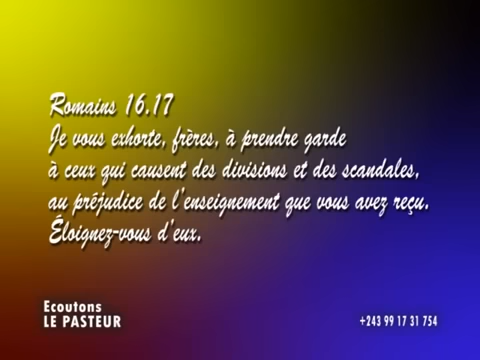 Romains 16.17
Je vous exhorte, frères, à prendre garde
à ceux qui causent des divisions et des scandales,
au préjudice de l'enseignement que vous avez reçu.
Éloignez-vous d'eux.
Ecoutons
LE PASTEUR
+243 99 17 31 754